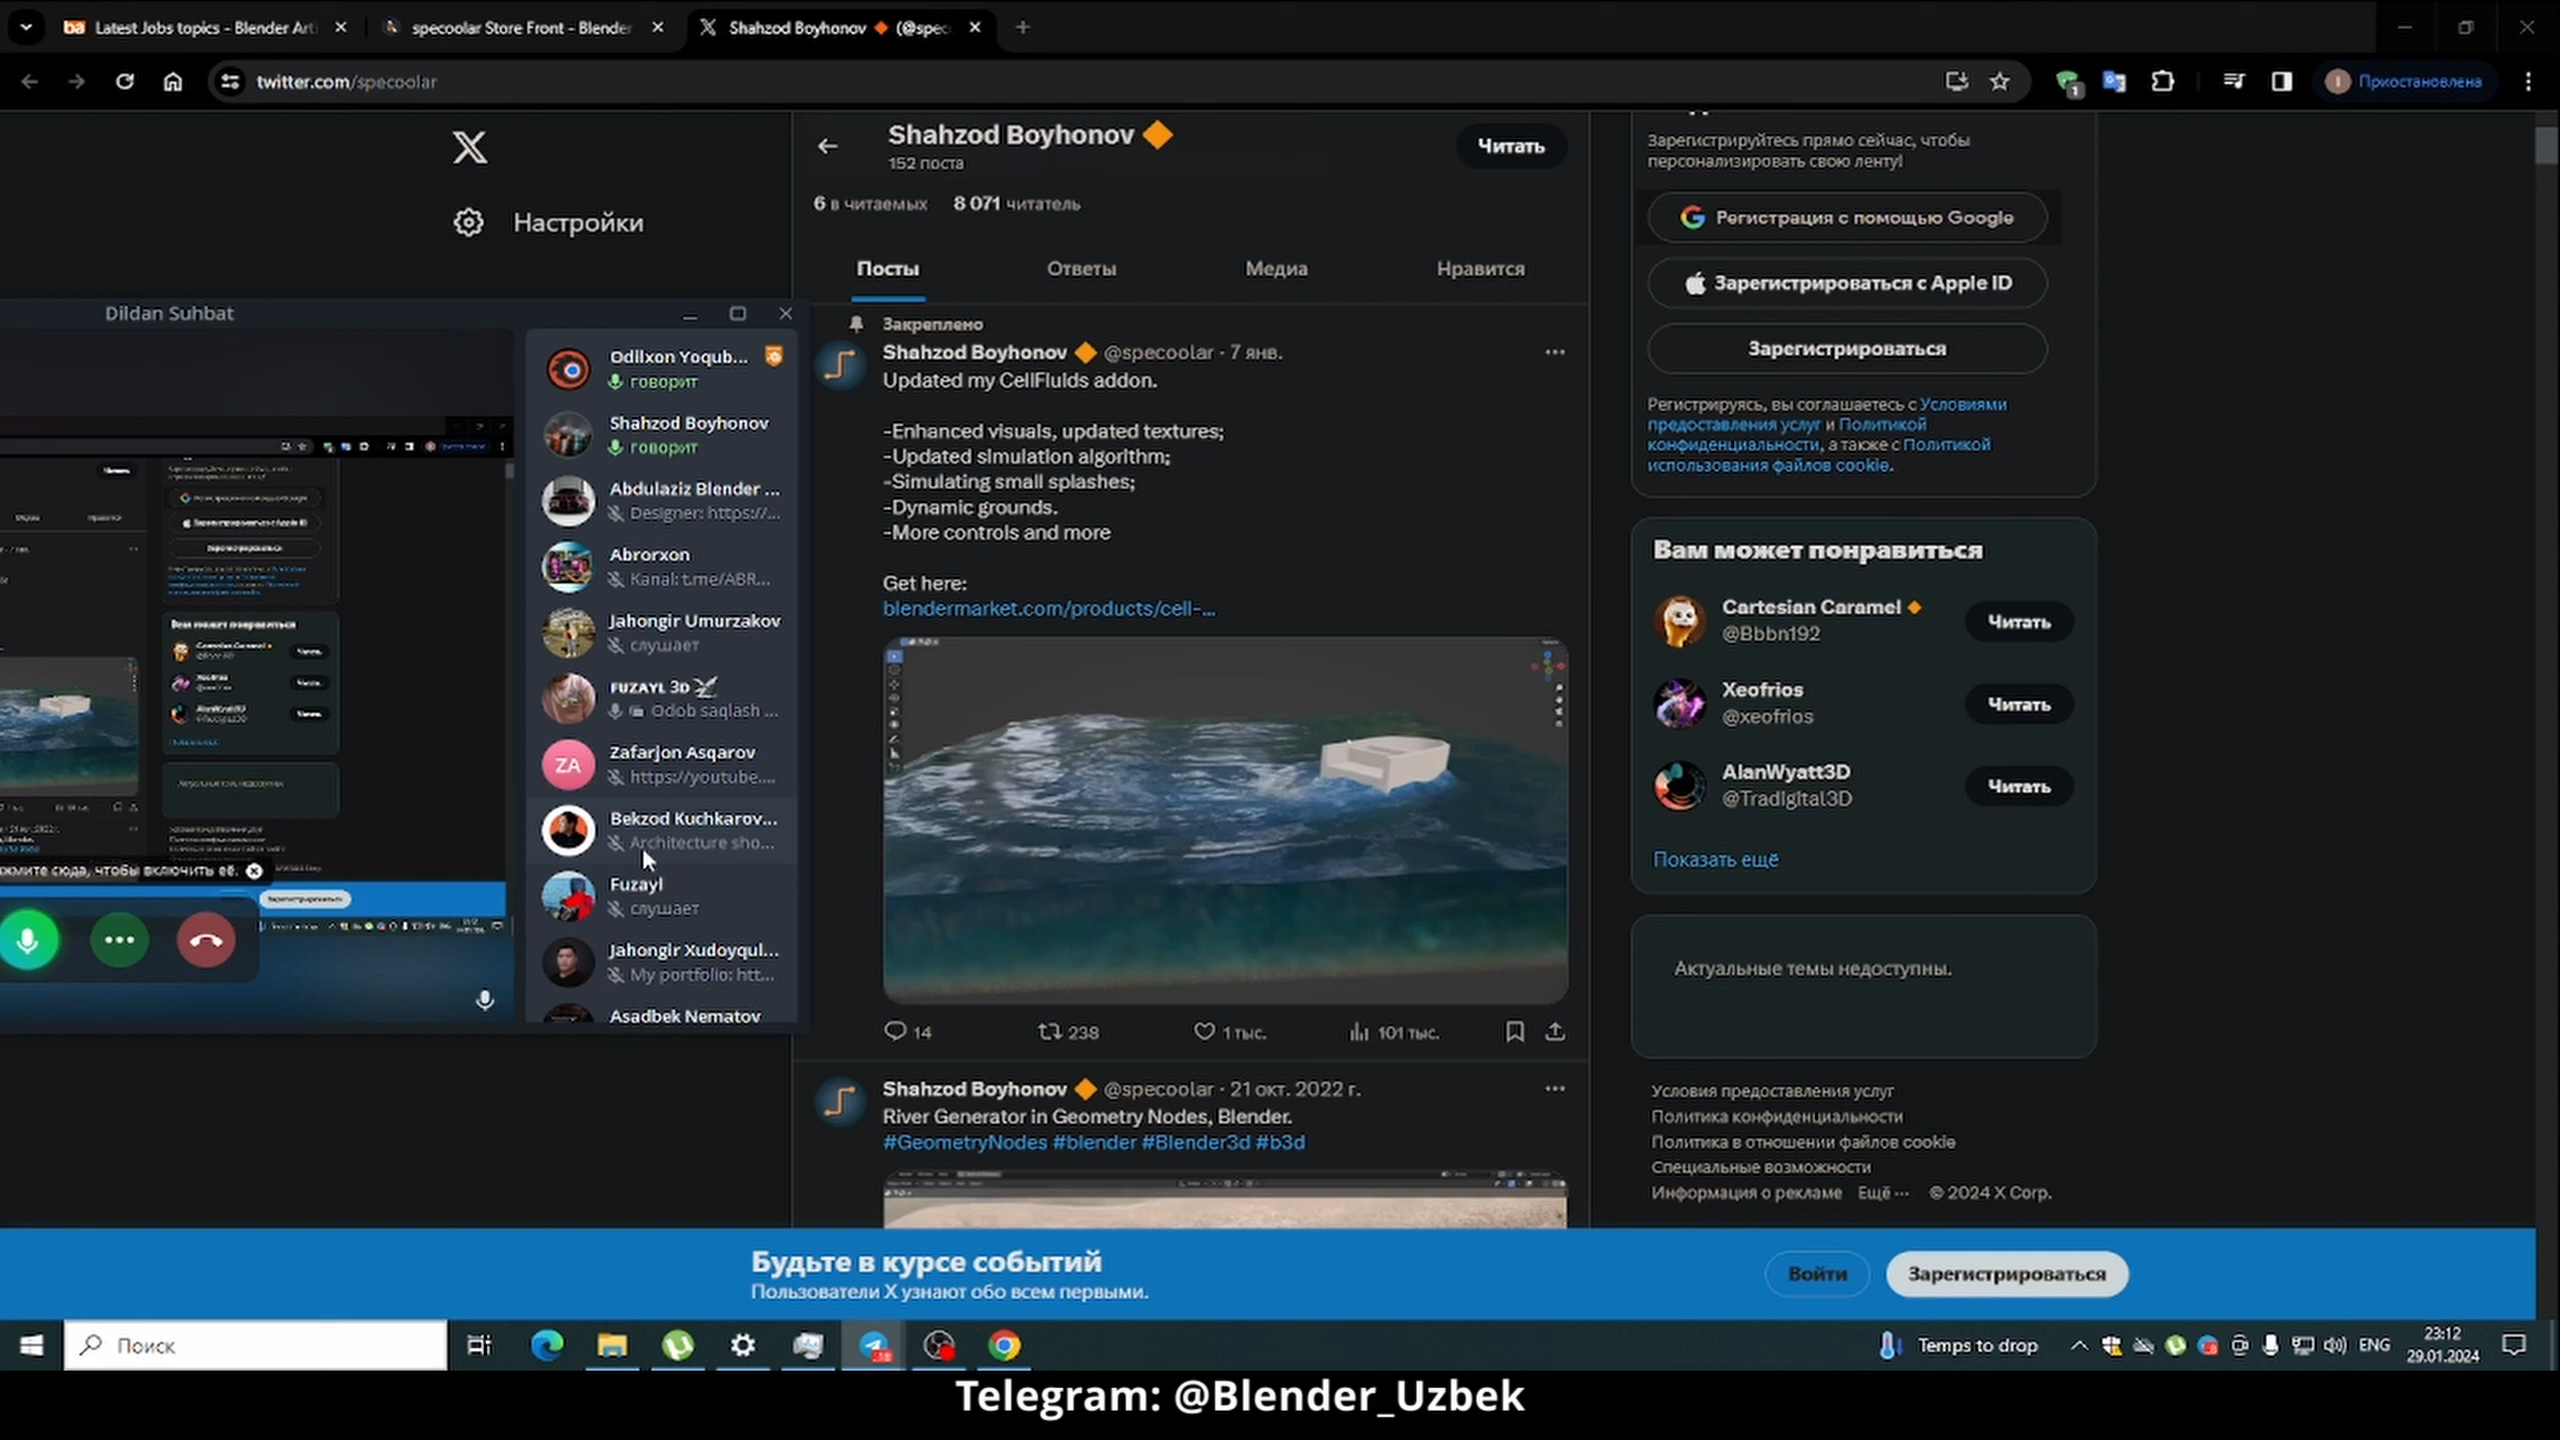 Latest Jobs topics - Blender Arti
specoolar Store Front - Blender
Shahzod Boyhonov 🔶 (@spec
twitter.com/specoolar
1
Приостановлена
Настройки
Shahzod Boyhonov 🔶
152 поста
Читать
6 в читаемых 8 071 читатель
Посты Ответы Медиа Нравится
Закреплено
Shahzod Boyhonov 🔶 @specoolar · 7 янв.
Updated my CellFluids addon.
-Enhanced visuals, updated textures;
-Updated simulation algorithm;
-Simulating small splashes;
-Dynamic grounds.
-More controls and more
Get here:
blendermarket.com/products/cell-...
14 238 1 тыс. 101 тыс.
Shahzod Boyhonov 🔶 @specoolar · 21 окт. 2022 г.
River Generator in Geometry Nodes, Blender.
#GeometryNodes #blender #Blender3d #b3d
Dildan Suhbat
Odilxon Yoqub...
говорит
Shahzod Boyhonov
говорит
Abdulaziz Blender ...
Designer: https://...
Abrorxon
Kanal: t.me/ABR...
Jahongir Umurzakov
слушает
FUZAYL 3D
Odob saqlash ...
ZA
Zafarjon Asqarov
https://youtube....
Bekzod Kuchkarov...
Architecture sho...
Fuzayl
слушает
Jahongir Xudoyqul...
My portfolio: htt...
Asadbek Nematov
жмите сюда, чтобы включить её.
Зарегистрируйтесь прямо сейчас, чтобы
персонализировать свою ленту!
Регистрация с помощью Google
Зарегистрироваться с Apple ID
Зарегистрироваться
Регистрируясь, вы соглашаетесь с Условиями
предоставления услуг и Политикой
конфиденциальности, а также с Политикой
использования файлов cookie.
Вам может понравиться
Cartesian Caramel 🔸
@Bbbn192
Читать
Xeofrios
@xeofrios
Читать
AlanWyatt3D
@Tradigital3D
Читать
Показать ещё
Актуальные темы недоступны.
Условия предоставления услуг
Политика конфиденциальности
Политика в отношении файлов cookie
Специальные возможности
Информация о рекламе Ещё ··· © 2024 X Corp.
Будьте в курсе событий
Пользователи X узнают обо всем первыми.
Войти
Зарегистрироваться
Поиск
Temps to drop
ENG
23:12
29.01.2024
Telegram: @Blender_Uzbek